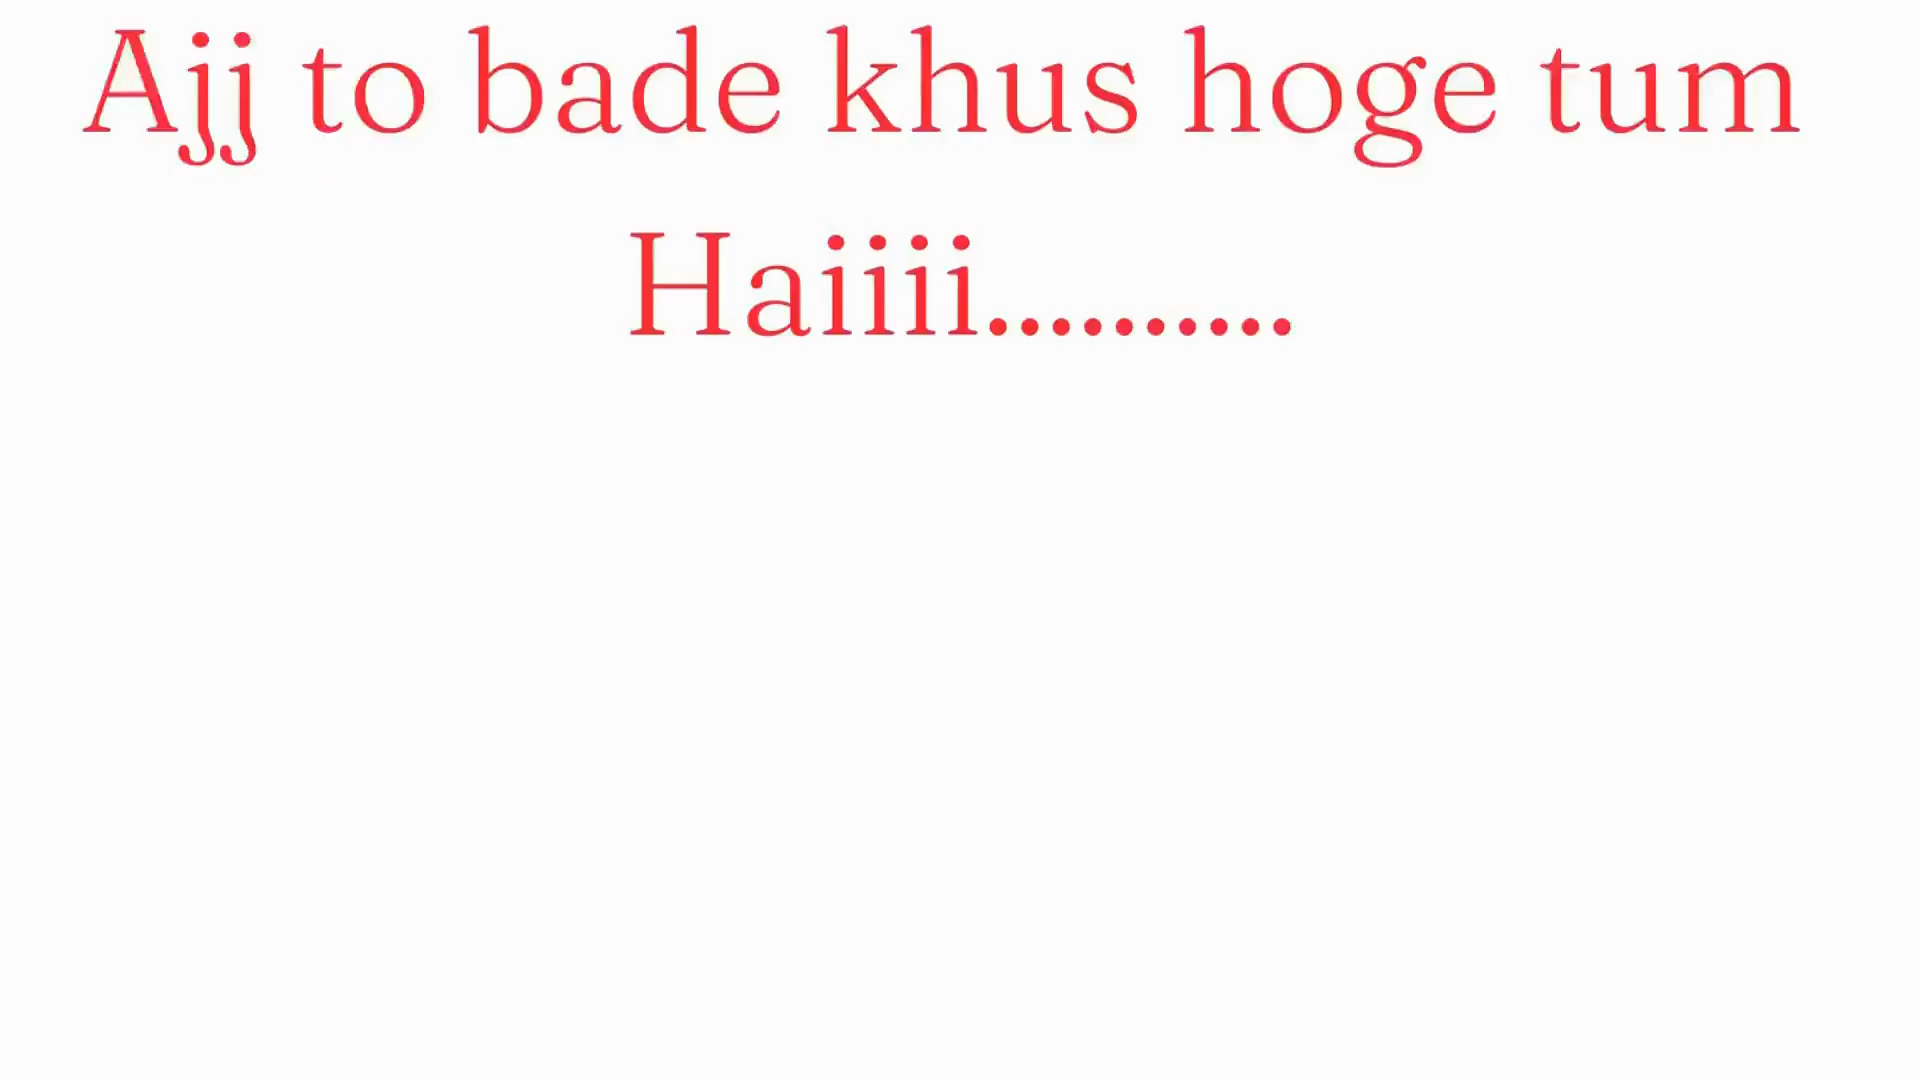 Ajj to bade khus hoge tum
Haiiii..........